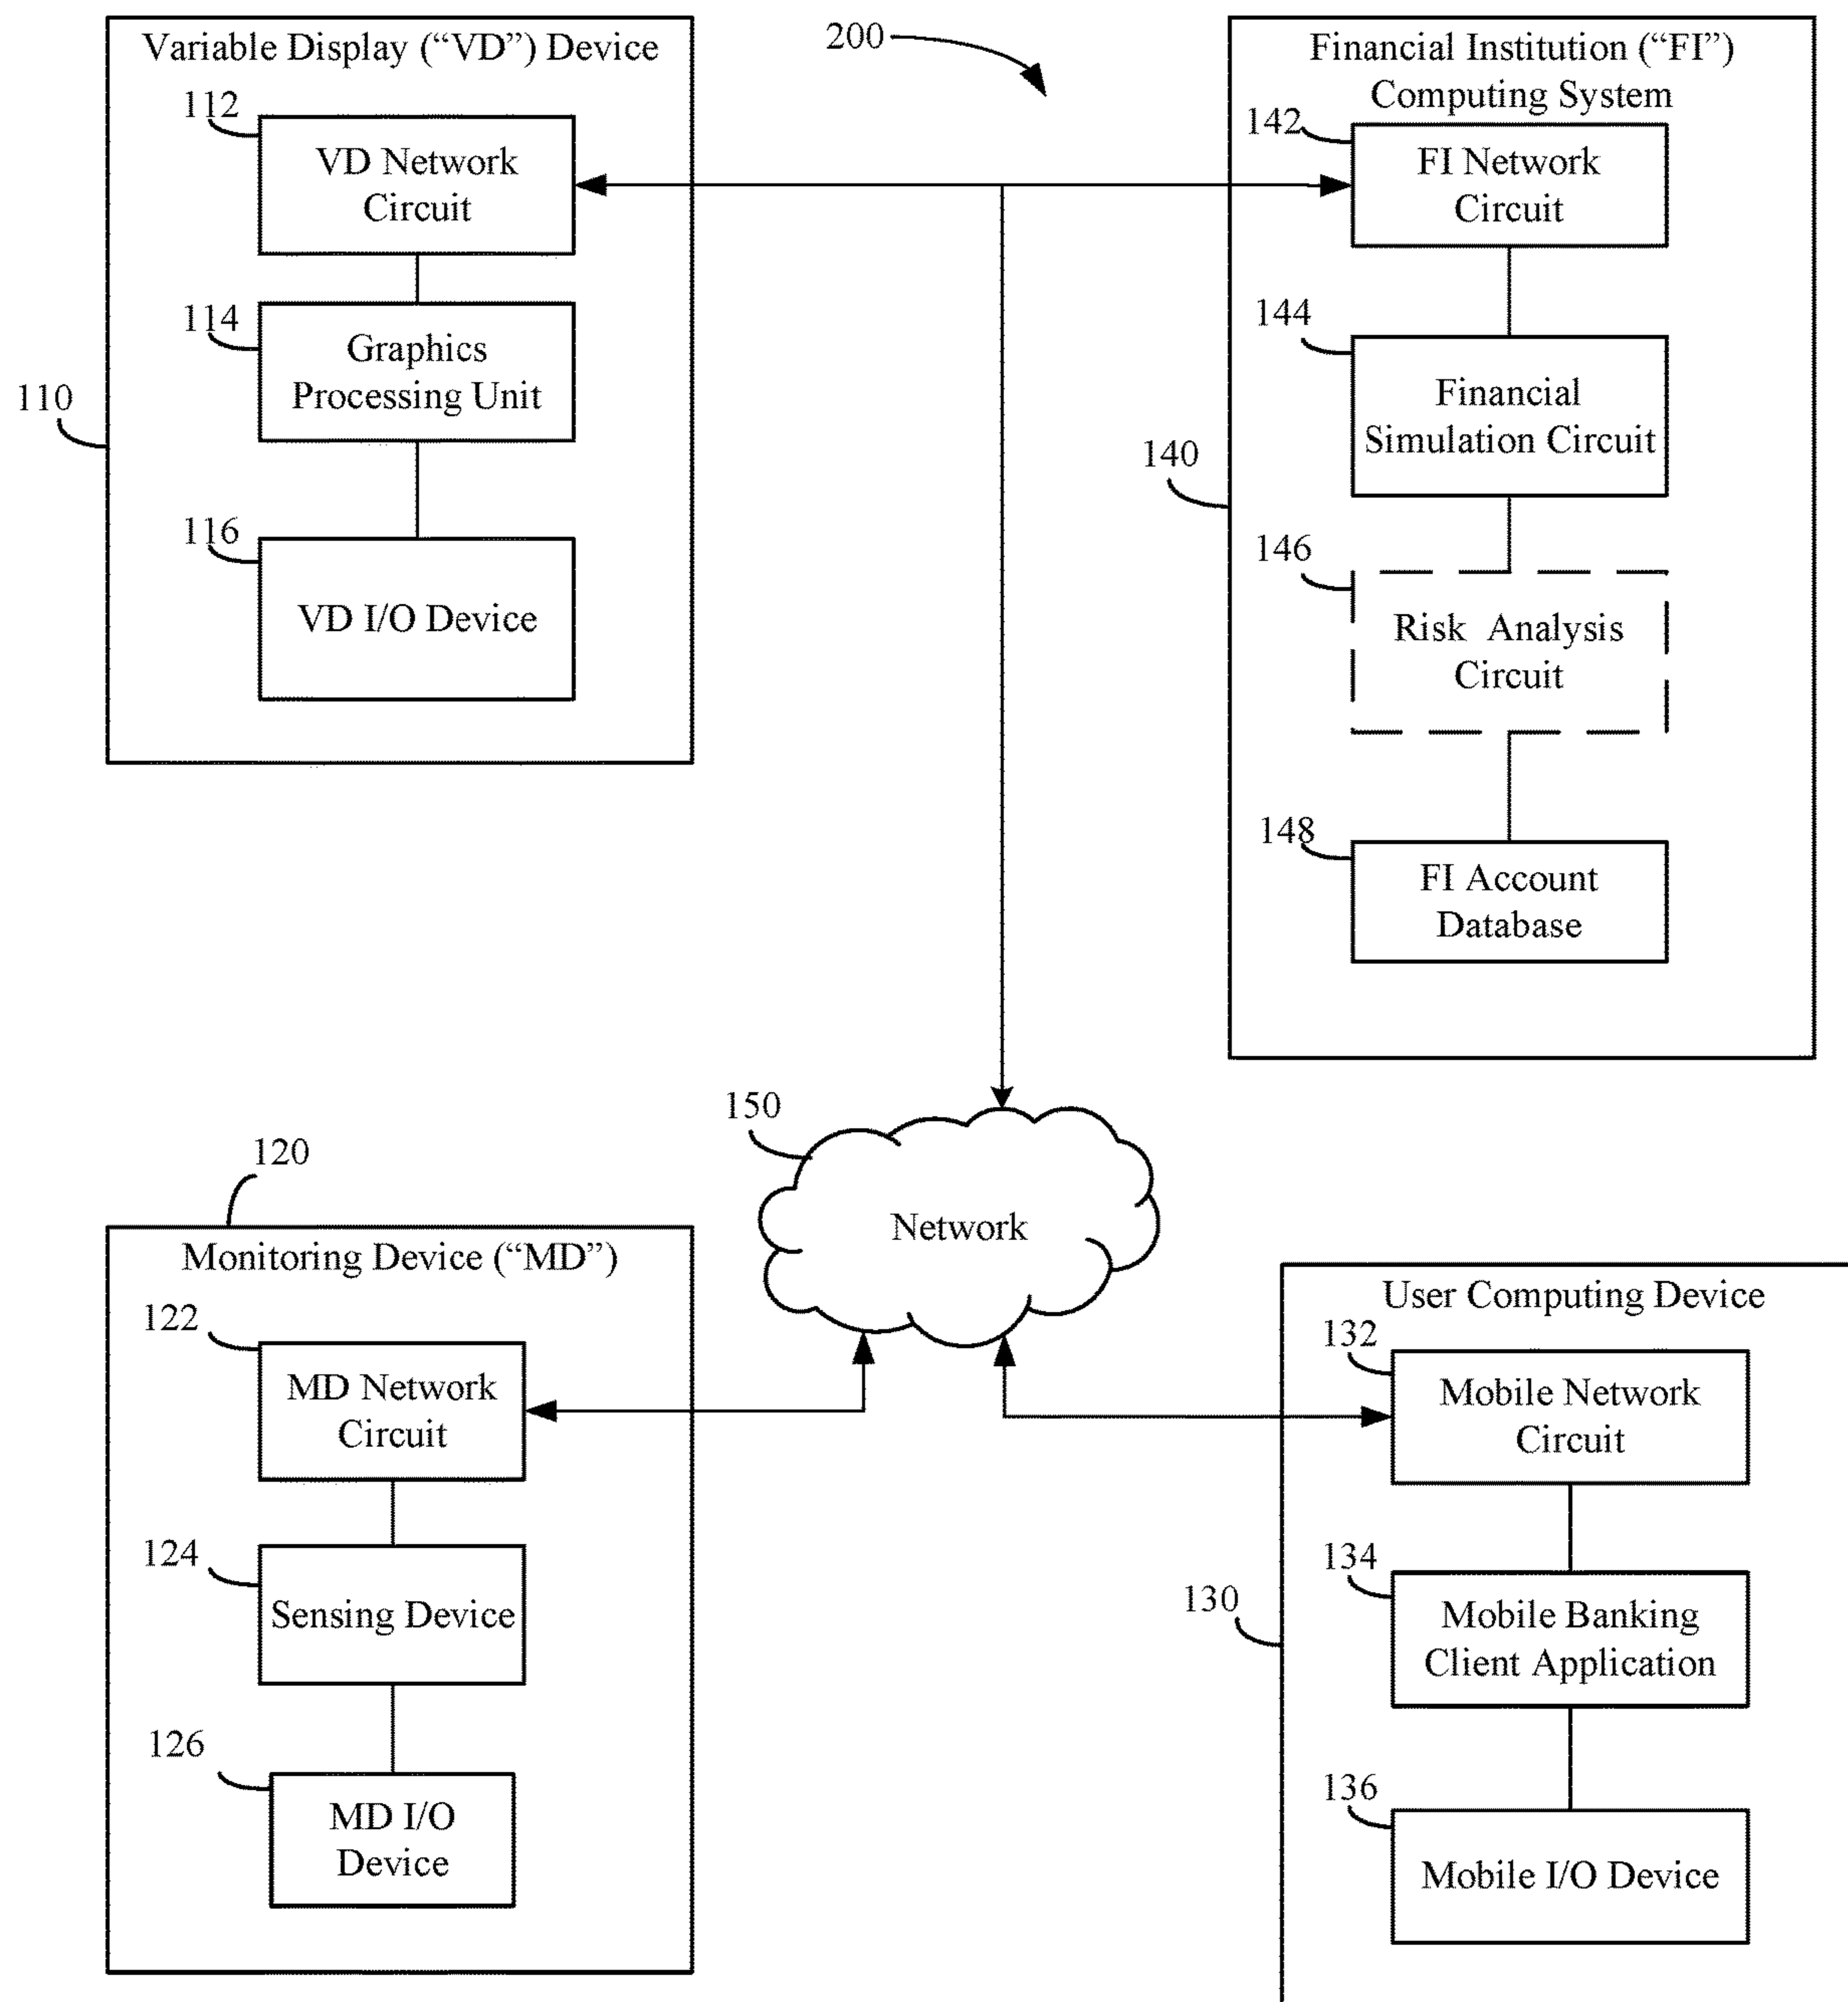 Variable Display (“VD”) Device
112
VD Network
Circuit
114
Graphics
Processing Unit
110
116
VD I/O Device
200
Financial Institution (“FI”)
Computing System
142
FI Network
Circuit
144
Financial
Simulation Circuit
140
146
Risk Analysis
Circuit
148
FI Account
Database
150
Network
120
Monitoring Device (“MD”)
122
MD Network
Circuit
124
Sensing Device
126
MD I/O
Device
User Computing Device
132
Mobile Network
Circuit
134
Mobile Banking
Client Application
130
136
Mobile I/O Device